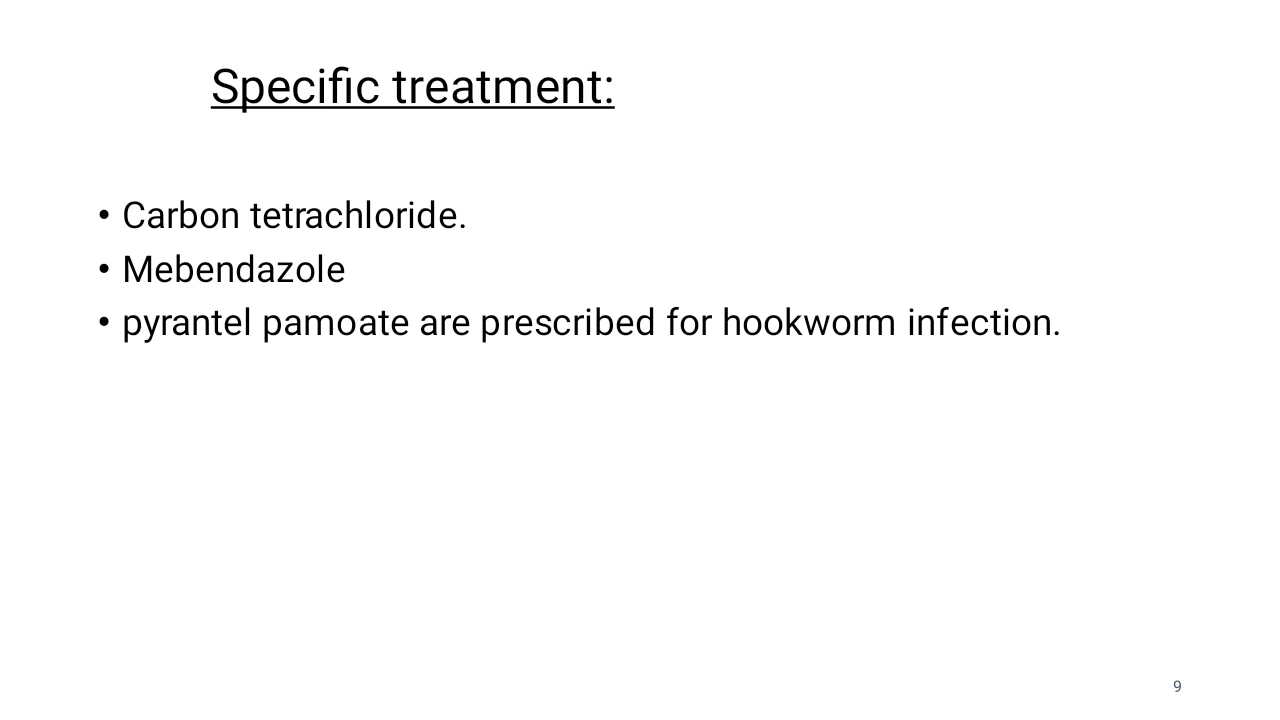 Specific treatment:
• Carbon tetrachloride.
• Mebendazole
• pyrantel pamoate are prescribed for hookworm infection.
9